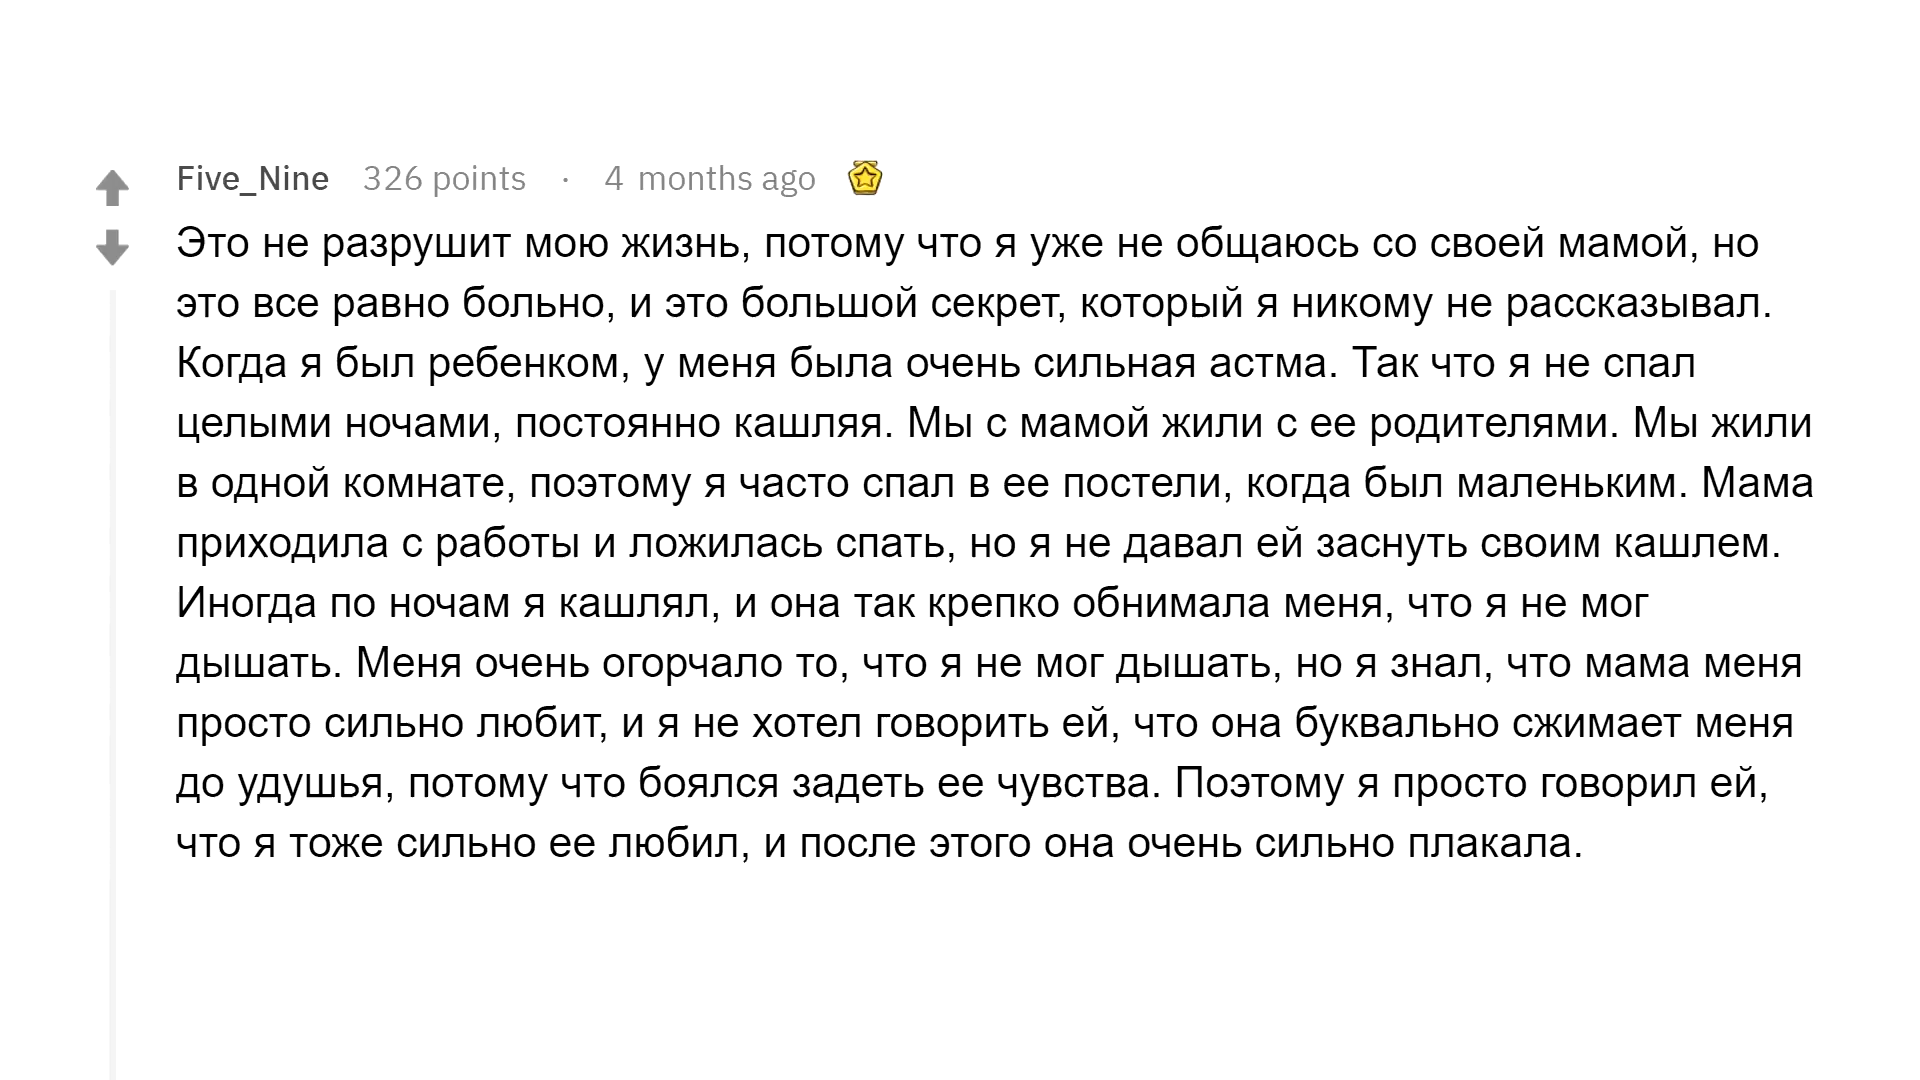 Five_Nine 326 points · 4 months ago
Это не разрушит мою жизнь, потому что я уже не общаюсь со своей мамой, но
это все равно больно, и это большой секрет, который я никому не рассказывал.
Когда я был ребенком, у меня была очень сильная астма. Так что я не спал
целыми ночами, постоянно кашляя. Мы с мамой жили с ее родителями. Мы жили
в одной комнате, поэтому я часто спал в ее постели, когда был маленьким. Мама
приходила с работы и ложилась спать, но я не давал ей заснуть своим кашлем.
Иногда по ночам я кашлял, и она так крепко обнимала меня, что я не мог
дышать. Меня очень огорчало то, что я не мог дышать, но я знал, что мама меня
просто сильно любит, и я не хотел говорить ей, что она буквально сжимает меня
до удушья, потому что боялся задеть ее чувства. Поэтому я просто говорил ей,
что я тоже сильно ее любил, и после этого она очень сильно плакала.